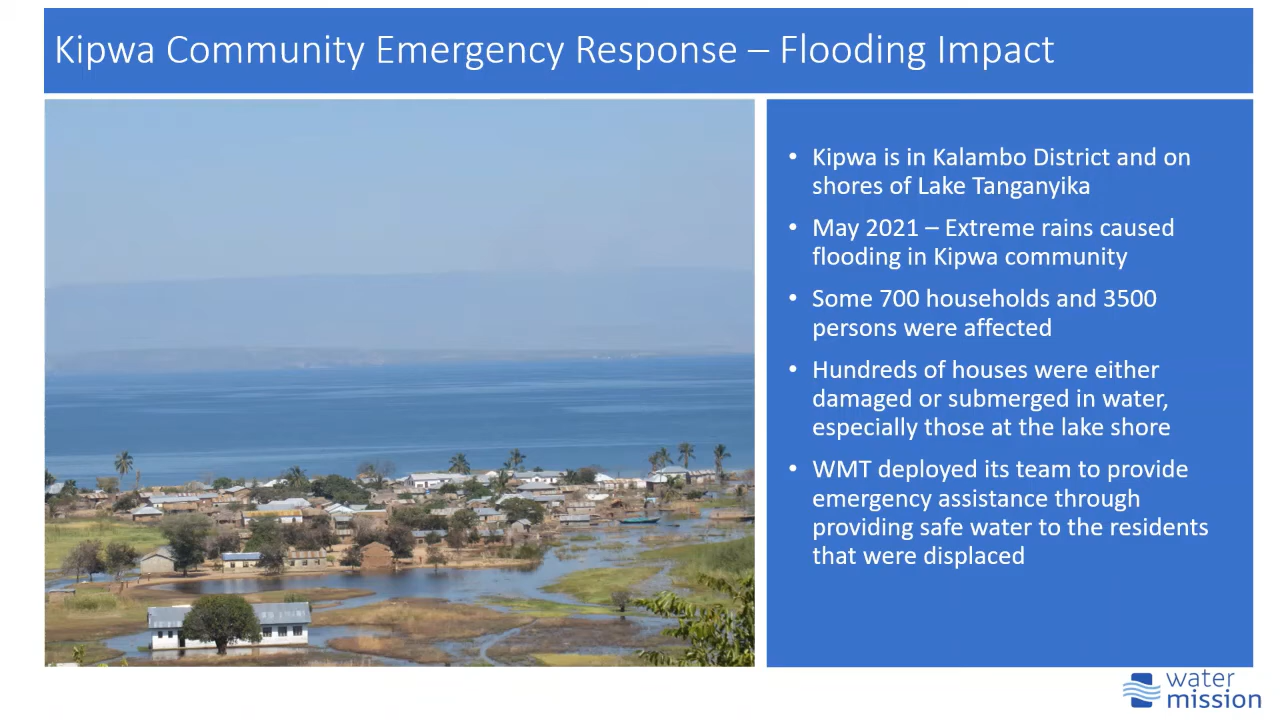 Kipwa Community Emergency Response – Flooding Impact
• Kipwa is in Kalambo District and on
shores of Lake Tanganyika
• May 2021 – Extreme rains caused
flooding in Kipwa community
• Some 700 households and 3500
persons were affected
• Hundreds of houses were either
damaged or submerged in water,
especially those at the lake shore
• WMT deployed its team to provide
emergency assistance through
providing safe water to the residents
that were displaced
water
mission